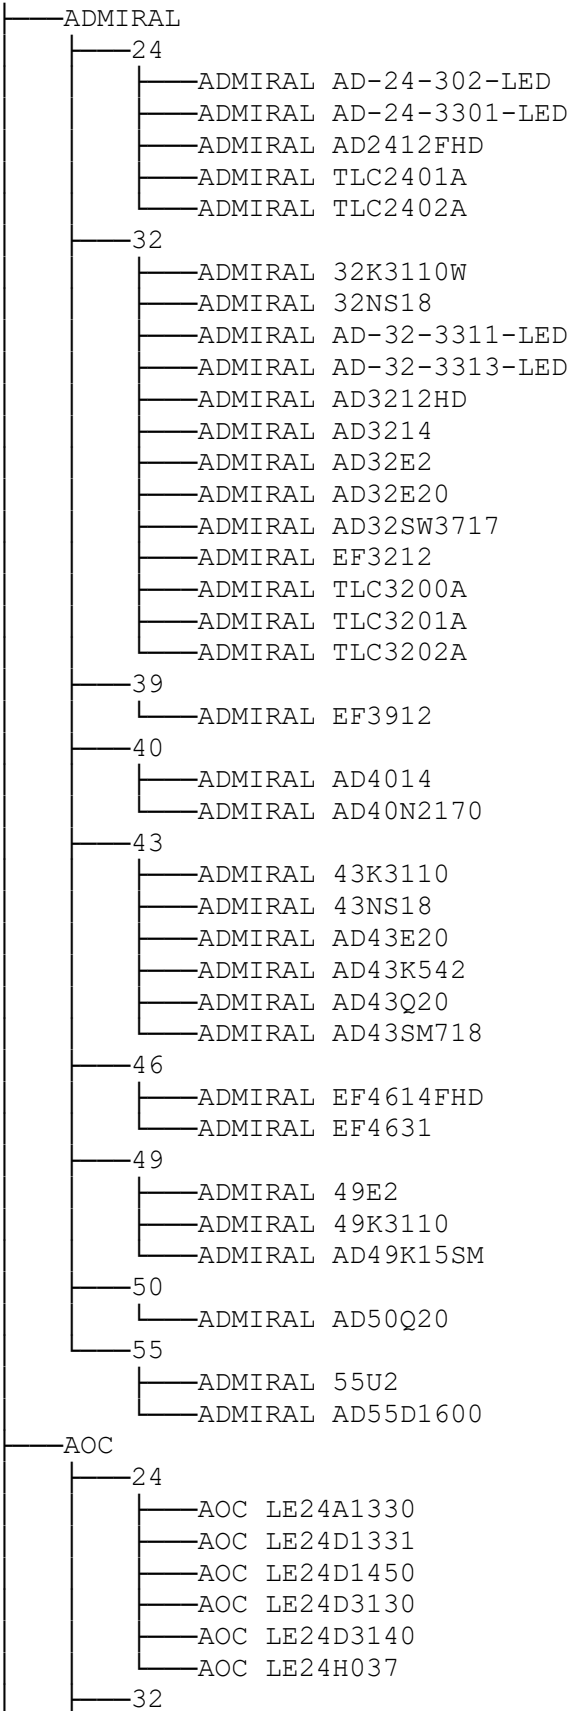 ADMIRAL
24
ADMIRAL AD-24-302-LED
ADMIRAL AD-24-3301-LED
ADMIRAL AD2412FHD
ADMIRAL TLC2401A
ADMIRAL TLC2402A
32
ADMIRAL 32K3110W
ADMIRAL 32NS18
ADMIRAL AD-32-3311-LED
ADMIRAL AD-32-3313-LED
ADMIRAL AD3212HD
ADMIRAL AD3214
ADMIRAL AD32E2
ADMIRAL AD32E20
ADMIRAL AD32SW3717
ADMIRAL EF3212
ADMIRAL TLC3200A
ADMIRAL TLC3201A
ADMIRAL TLC3202A
39
ADMIRAL EF3912
40
ADMIRAL AD4014
ADMIRAL AD40N2170
43
ADMIRAL 43K3110
ADMIRAL 43NS18
ADMIRAL AD43E20
ADMIRAL AD43K542
ADMIRAL AD43Q20
ADMIRAL AD43SM718
46
ADMIRAL EF4614FHD
ADMIRAL EF4631
49
ADMIRAL 49E2
ADMIRAL 49K3110
ADMIRAL AD49K15SM
50
ADMIRAL AD50Q20
55
ADMIRAL 55U2
ADMIRAL AD55D1600
AOC
24
AOC LE24A1330
AOC LE24D1331
AOC LE24D1450
AOC LE24D3130
AOC LE24D3140
AOC LE24H037
32